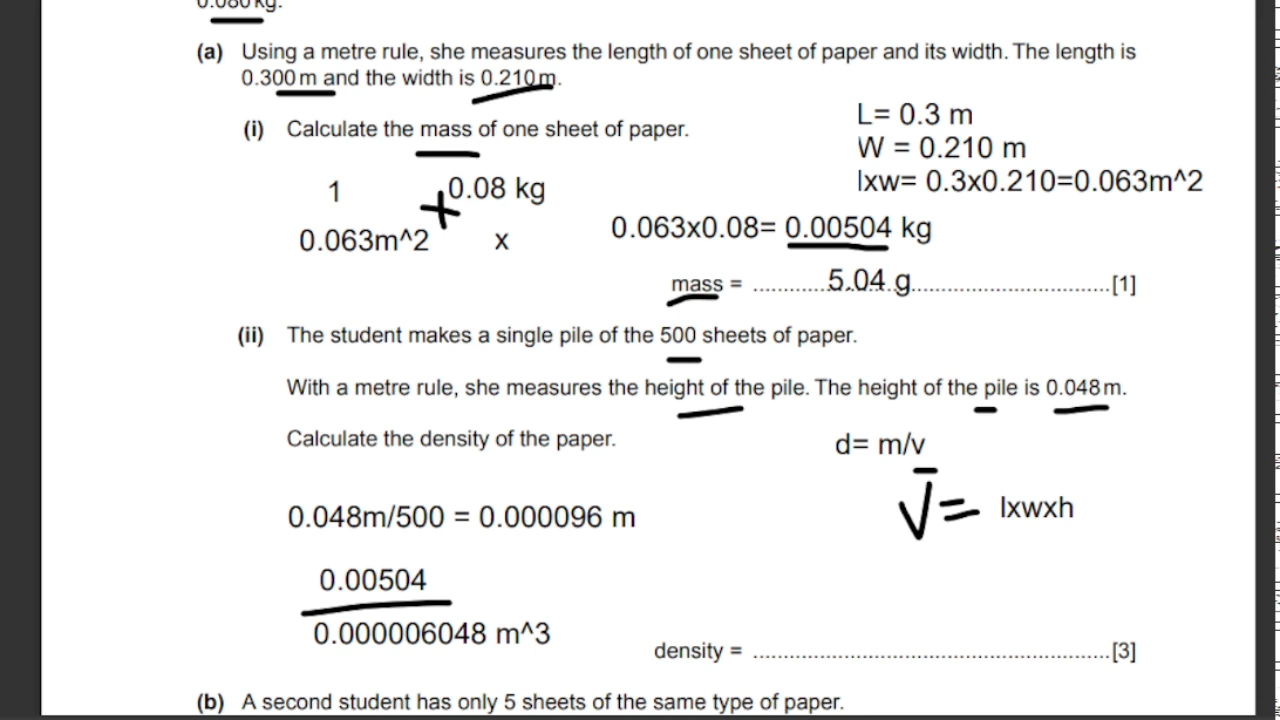 0.080 kg.
(a) Using a metre rule, she measures the length of one sheet of paper and its width. The length is
0.300 m and the width is 0.210 m.
L= 0.3 m
(i) Calculate the mass of one sheet of paper.
W = 0.210 m
lxw= 0.3x0.210=0.063m^2
1 0.08 kg
0.063x0.08= 0.00504 kg
0.063m^2 x
mass = ............5.04 g..............................[1]
(ii) The student makes a single pile of the 500 sheets of paper.
With a metre rule, she measures the height of the pile. The height of the pile is 0.048 m.
Calculate the density of the paper.
d= m/v
V = lxwxh
0.048m/500 = 0.000096 m
0.00504
0.000006048 m^3
density = ..........................................................[3]
(b) A second student has only 5 sheets of the same type of paper.